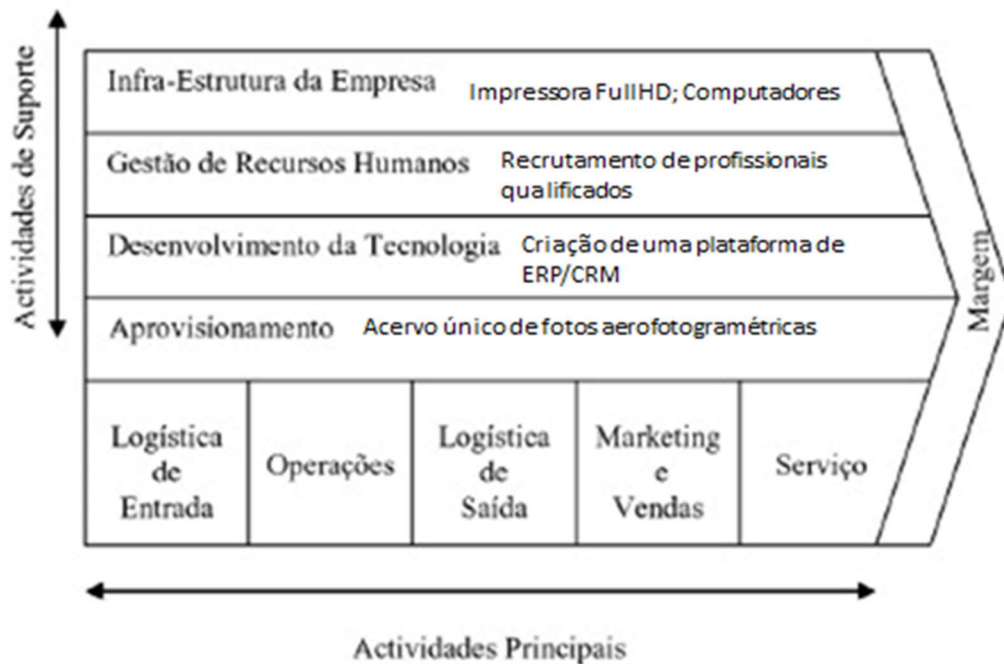 Actividades de Suporte
Infra-Estrutura da Empresa Impressora FullHD; Computadores
Gestão de Recursos Humanos Recrutamento de profissionais
qualificados
Desenvolvimento da Tecnologia Criação de uma plataforma de
ERP/CRM
Aprovisionamento Acervo único de fotos aerofotogramétricas
Margem
Logística
de
Entrada
Operações
Logística
de
Saída
Marketing
e
Vendas
Serviço
Actividades Principais